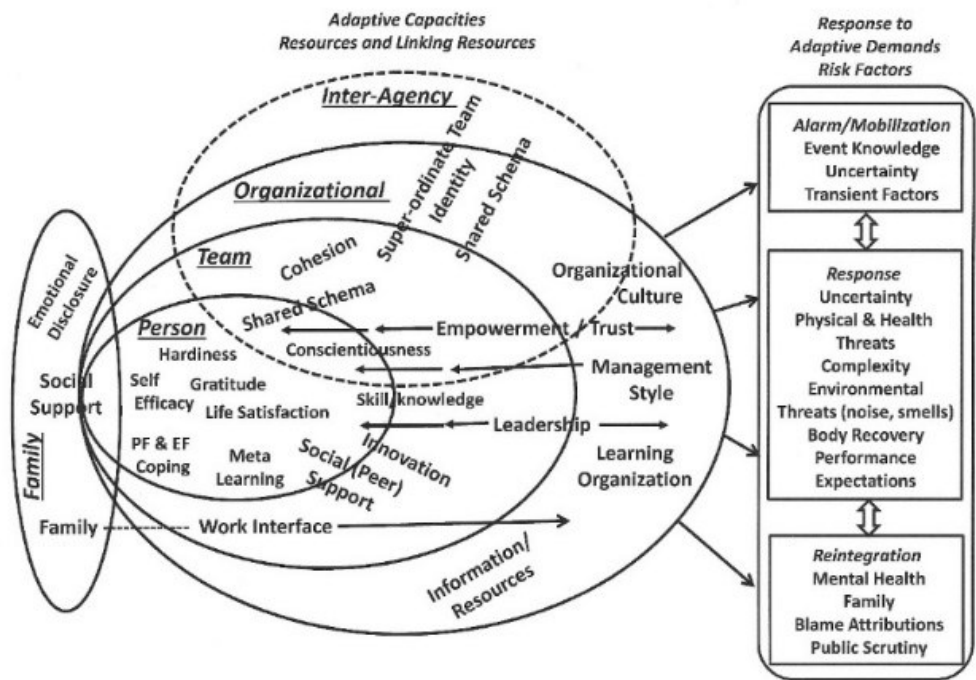 Adaptive Capacities
Resources and Linking Resources
Response to
Adaptive Demands
Risk Factors
Inter-Agency
Super-ordinate Team
Identity
Shared Schema
Organizational
Team
Cohesion
Shared Schema
Organizational
Culture
Empowerment / Trust
Management
Style
Leadership
Learning
Organization
Person
Hardiness
Conscientiousness
Self
Efficacy
Gratitude
Life Satisfaction
Skill, knowledge
PF & EF
Coping
Meta
Learning
Innovation
Social (Peer)
Support
Emotional
Disclosure
Social
Support
Family
Family
Work Interface
Information/
Resources
Alarm/Mobilization
Event Knowledge
Uncertainty
Transient Factors
Response
Uncertainty
Physical & Health
Threats
Complexity
Environmental
Threats (noise, smells)
Body Recovery
Performance
Expectations
Reintegration
Mental Health
Family
Blame Attributions
Public Scrutiny